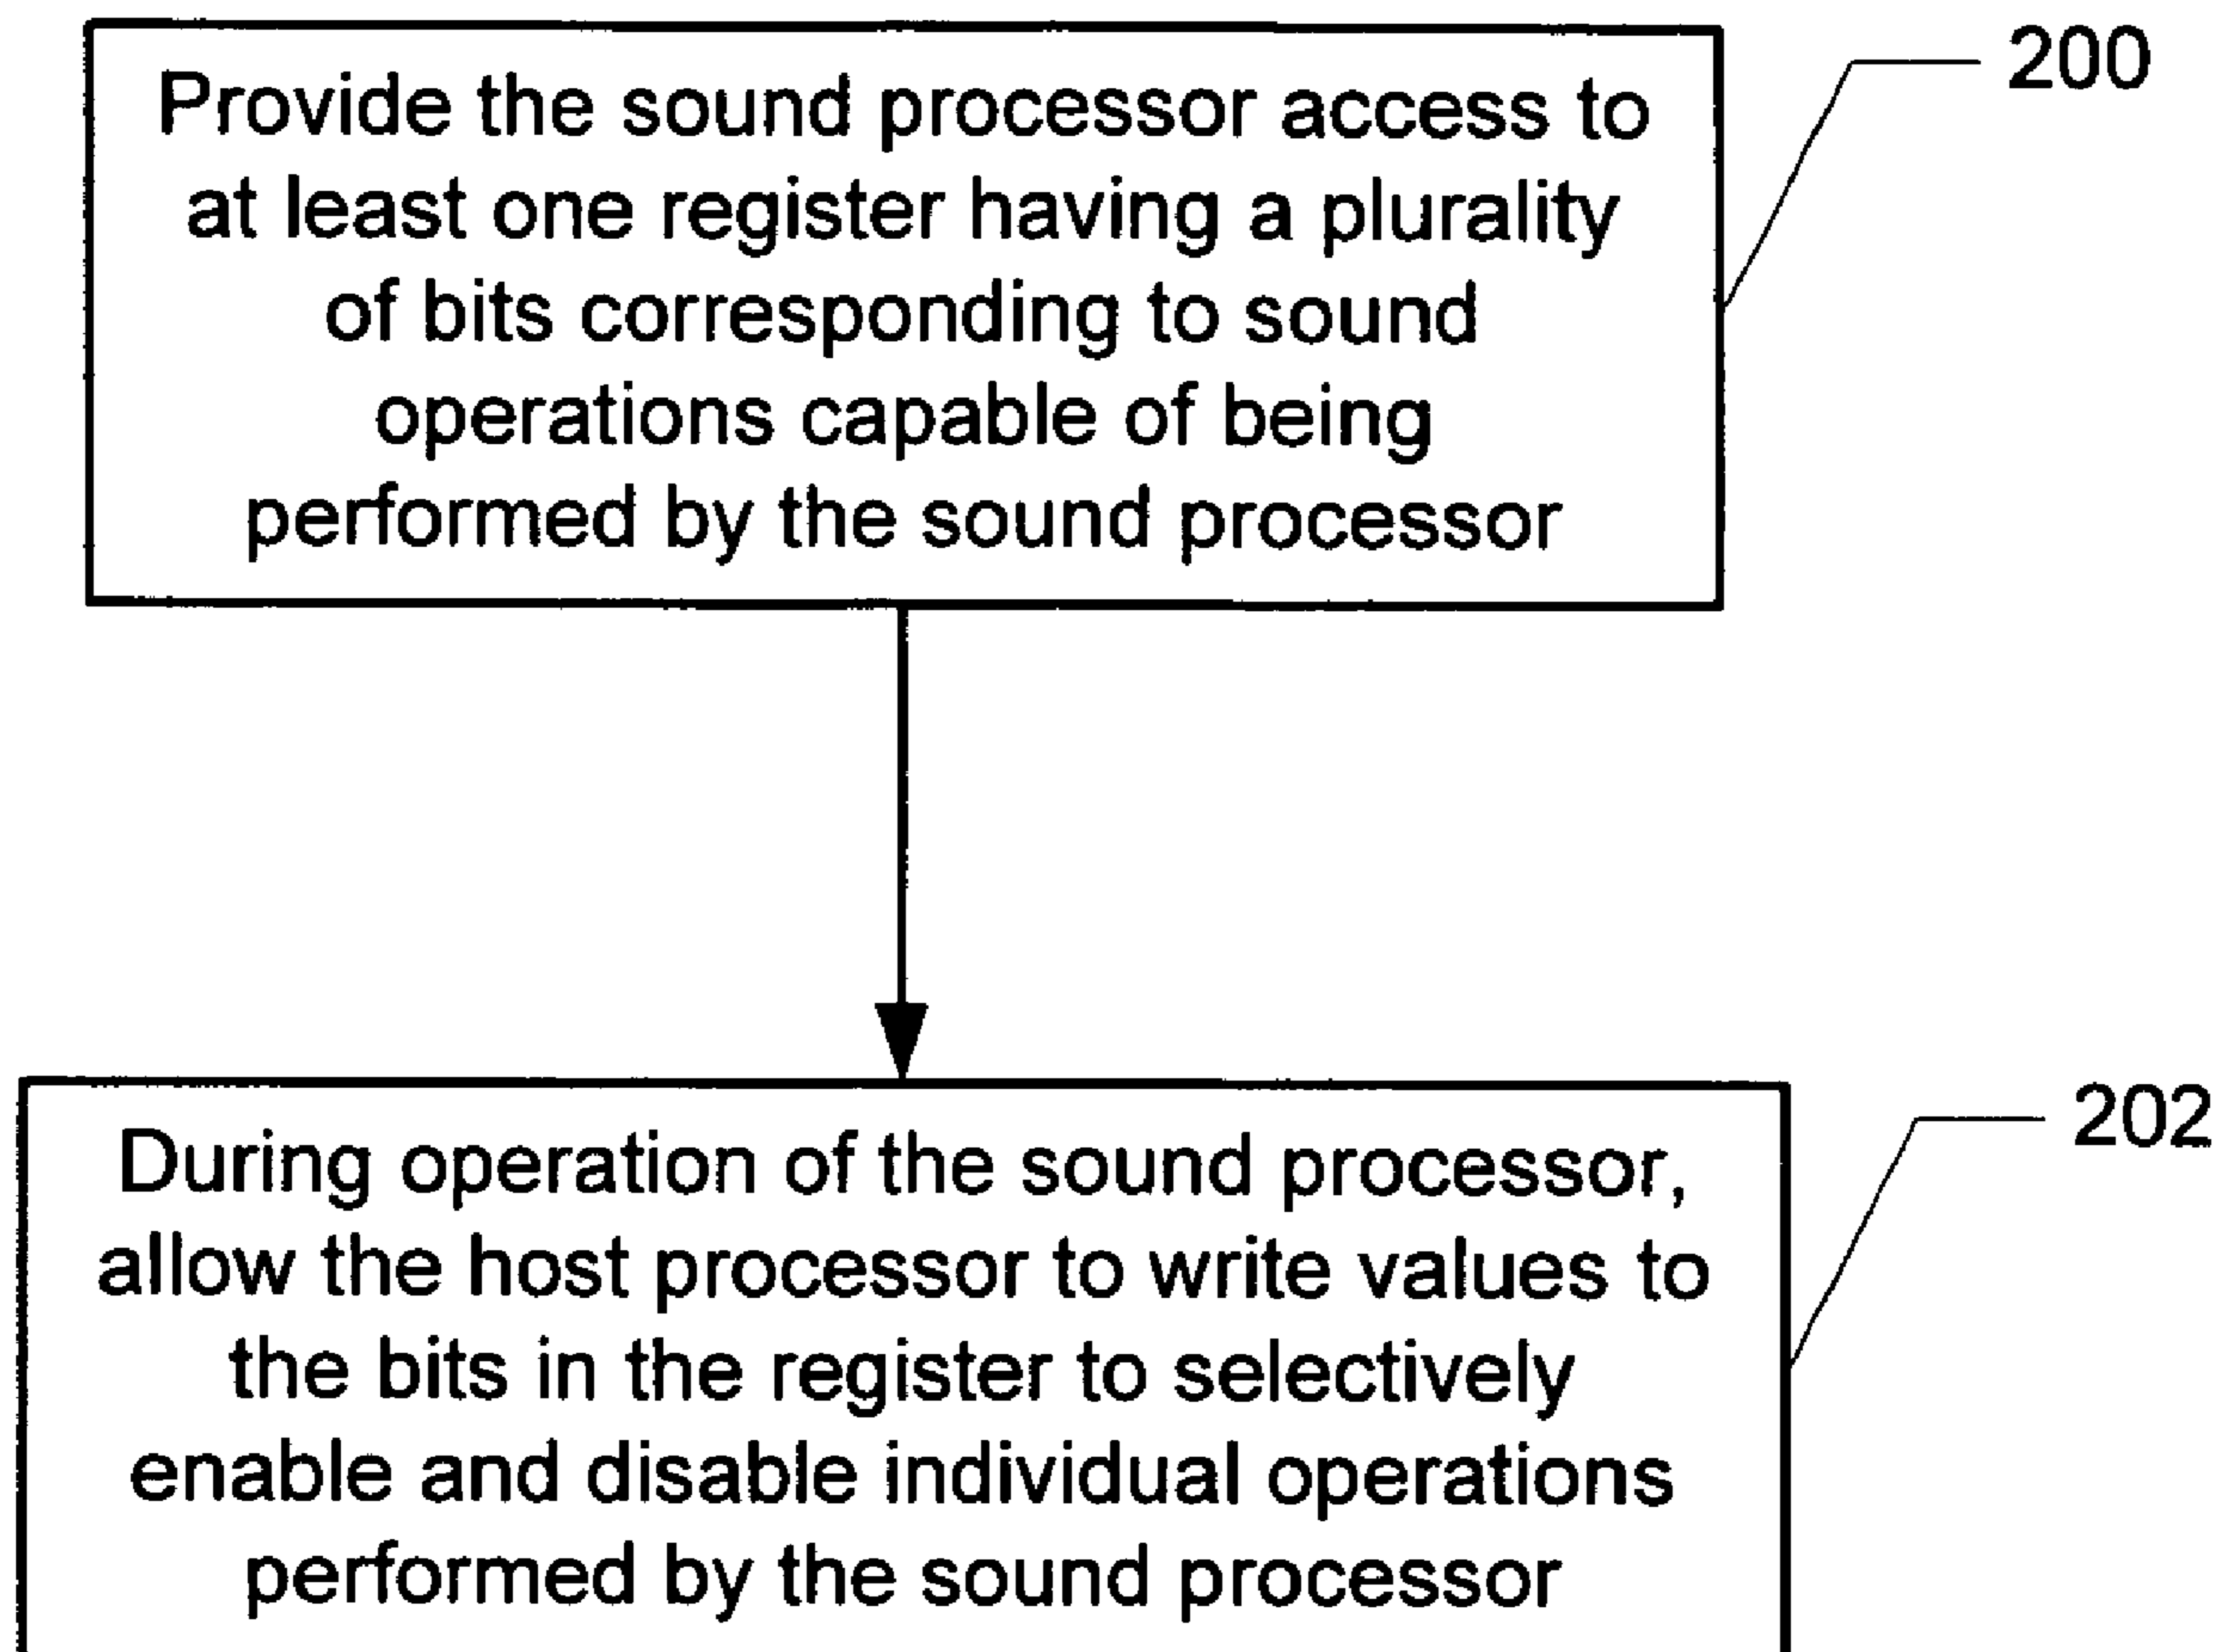 Provide the sound processor access to
at least one register having a plurality
of bits corresponding to sound
operations capable of being
performed by the sound processor
200
During operation of the sound processor,
allow the host processor to write values to
the bits in the register to selectively
enable and disable individual operations
performed by the sound processor
202